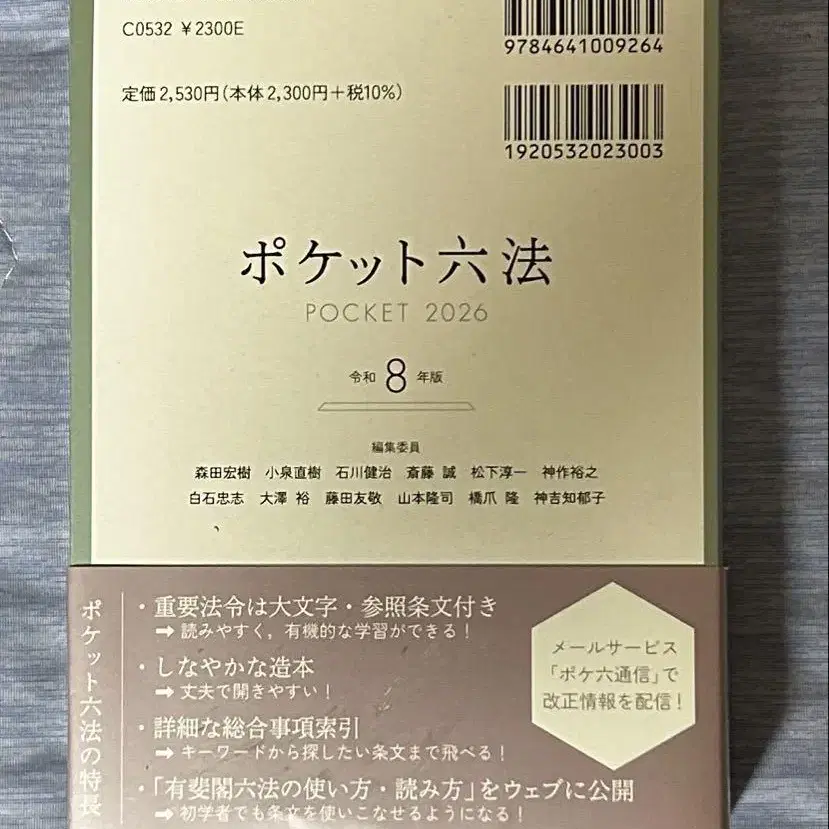 C0532 ¥2300E
9784641009264
定価2,530円(本体2,300円+税10%)
1920532023003
ポケット六法
POCKET 2026
令和8年版
編集委員
森田宏樹 小泉直樹 石川健治 斎藤 誠 松下淳一 神作裕之
白石忠志 大澤 裕 藤田友敬 山本隆司 橋爪 隆 神吉知郁子
ポケット六法の特長
・重要法令は大文字・参照条文付き
➡ 読みやすく，有機的な学習ができる！
・しなやかな造本
➡ 丈夫で開きやすい！
・詳細な総合事項索引
➡ キーワードから探したい条文まで飛べる！
・「有斐閣六法の使い方・読み方」をウェブに公開
➡ 初学者でも条文を使いこなせるようになる！
メールサービス
「ポケ六通信」で
改正情報を配信！